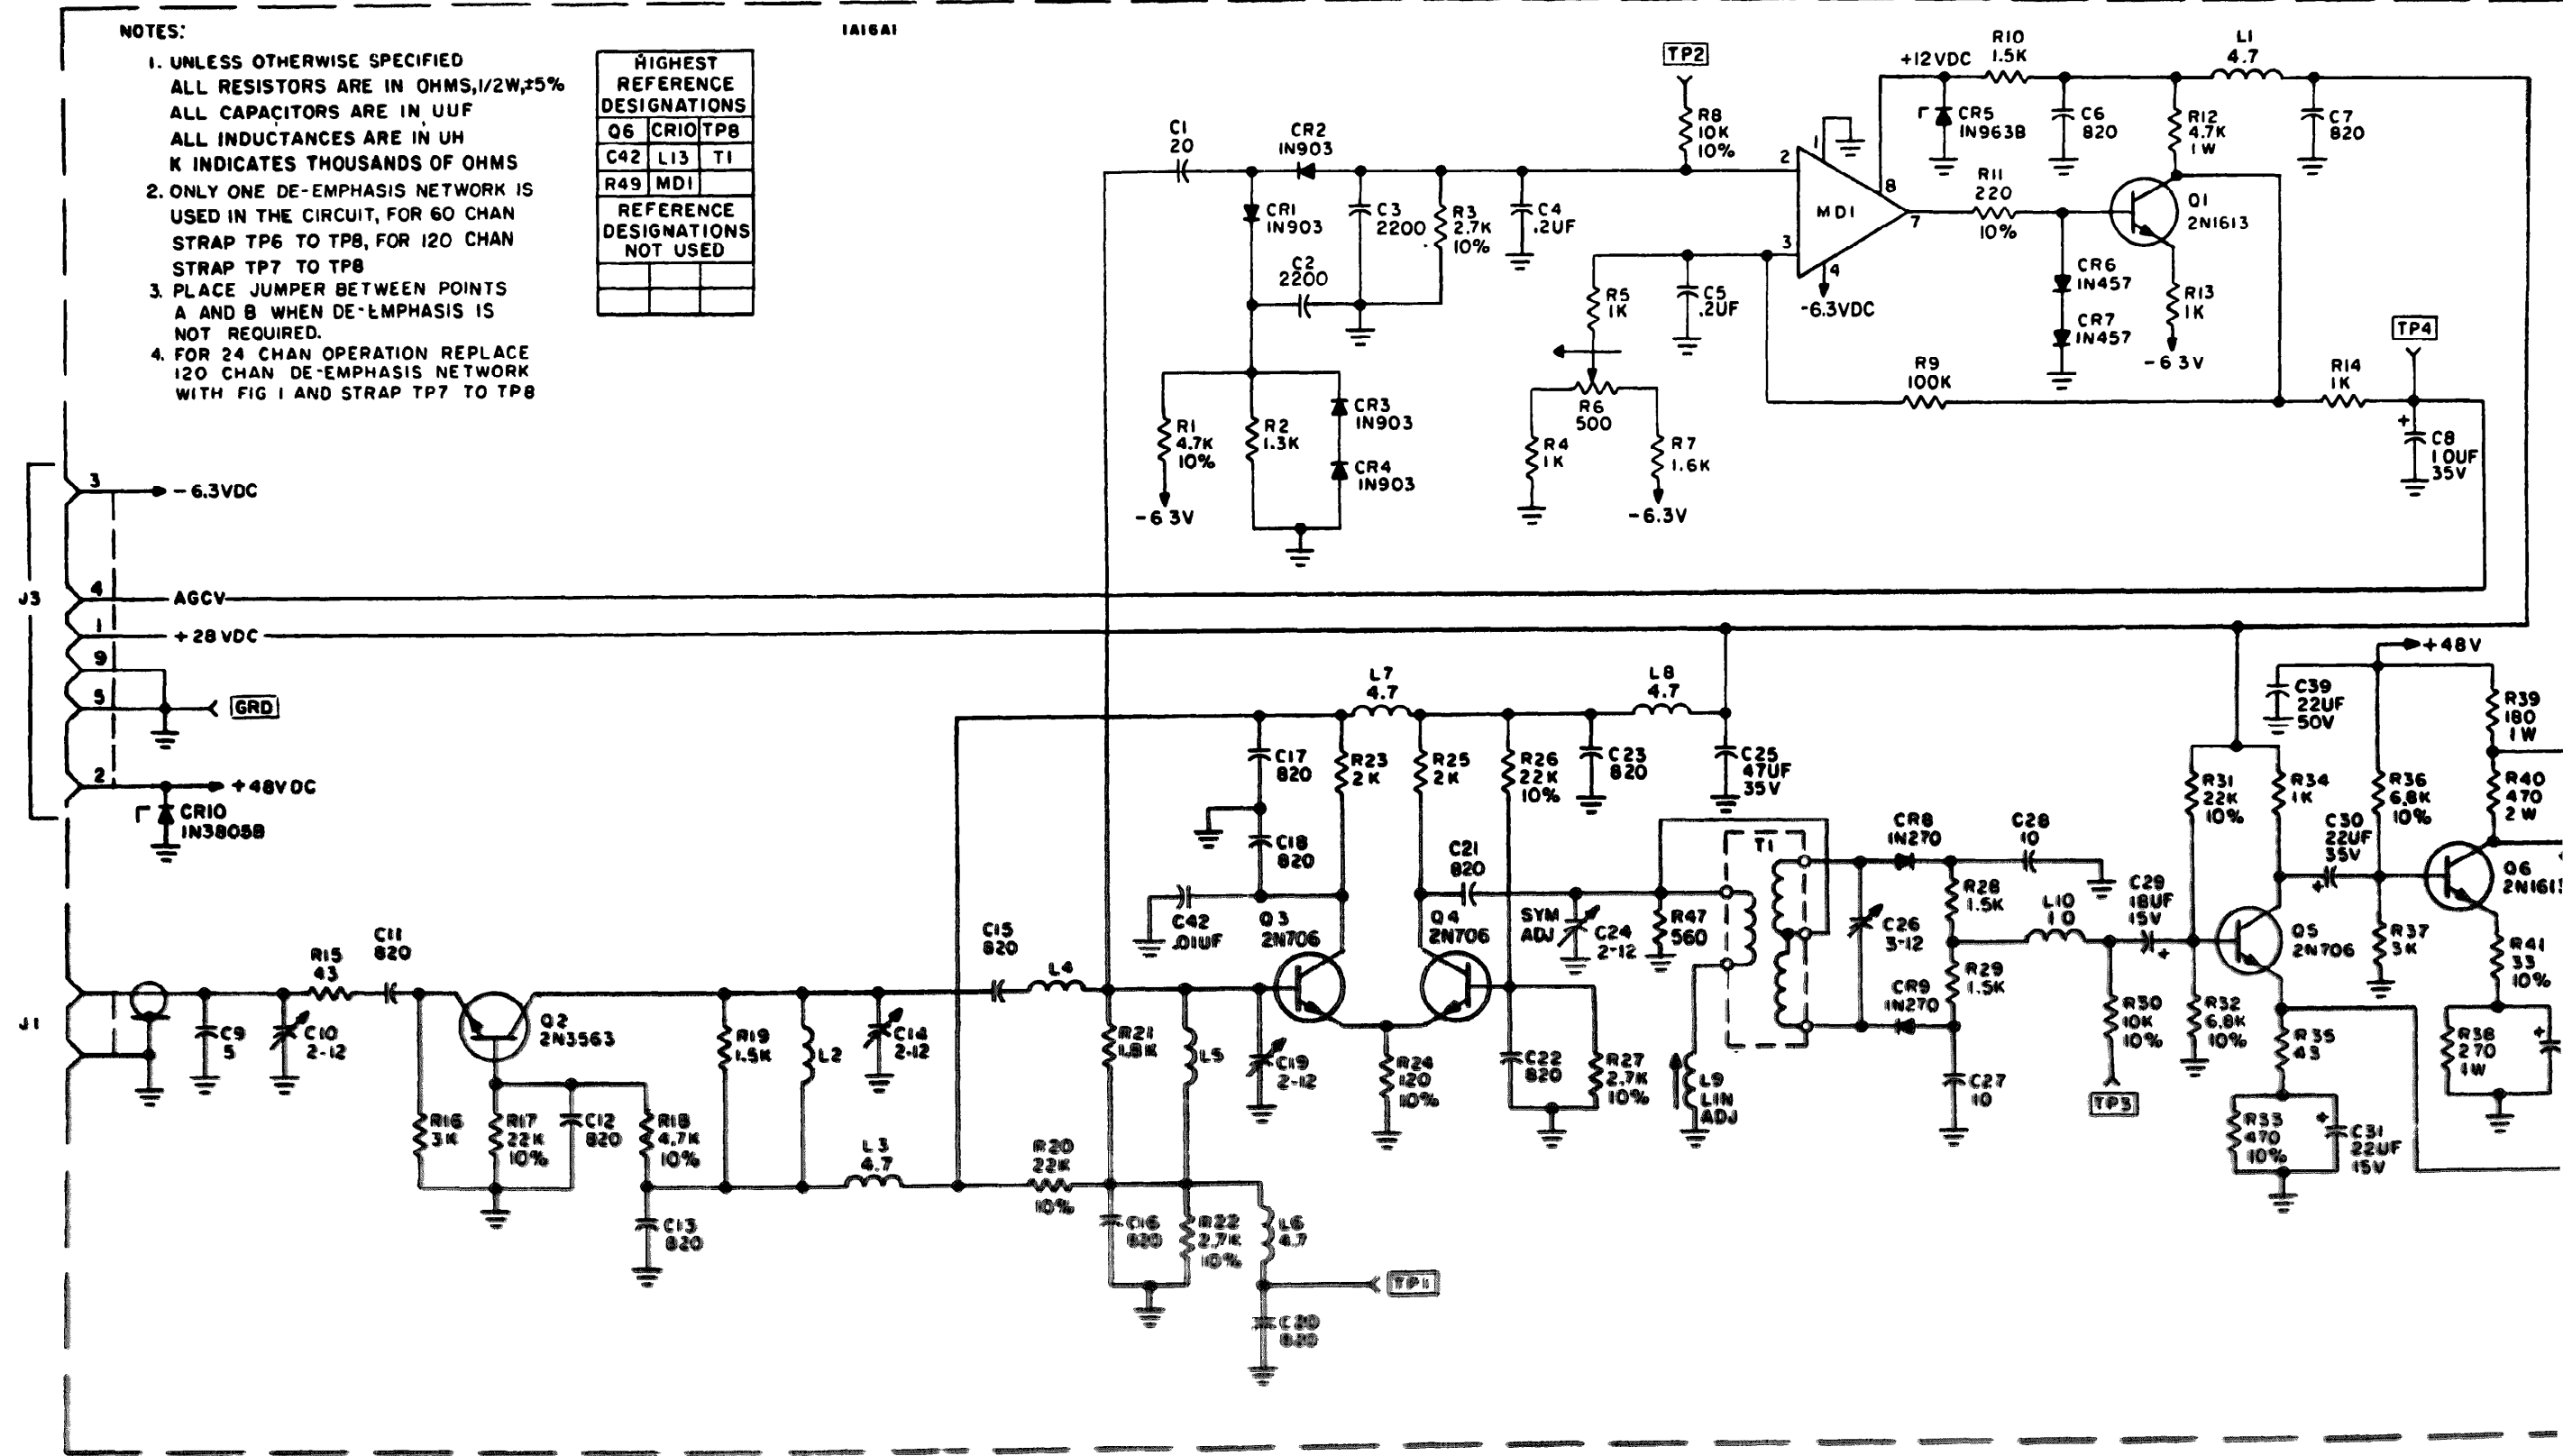 NOTES:
1. UNLESS OTHERWISE SPECIFIED
ALL RESISTORS ARE IN OHMS,1/2W,±5%
ALL CAPACITORS ARE IN UUF
ALL INDUCTANCES ARE IN UH
K INDICATES THOUSANDS OF OHMS
2. ONLY ONE DE-EMPHASIS NETWORK IS
USED IN THE CIRCUIT, FOR 60 CHAN
STRAP TP6 TO TP8, FOR 120 CHAN
STRAP TP7 TO TP8
3. PLACE JUMPER BETWEEN POINTS
A AND B WHEN DE-EMPHASIS IS
NOT REQUIRED.
4. FOR 24 CHAN OPERATION REPLACE
120 CHAN DE-EMPHASIS NETWORK
WITH FIG 1 AND STRAP TP7 TO TP8
HIGHEST
REFERENCE
DESIGNATIONS
Q6 CR10 TP8
C42 L13 T1
R49 MD1
REFERENCE
DESIGNATIONS
NOT USED
1A16A1
TP2
R8
10K
10%
C1
20
CR2
1N903
CR1
1N903
C3
2200
R3
2.7K
10%
C4
.2UF
C2
2200
R1
4.7K
10%
-6.3V
R2
1.3K
CR3
1N903
CR4
1N903
R5
1K
C5
.2UF
R6
500
R4
1K
R7
1.6K
-6.3V
MD1
1
2
3
4
7
8
-6.3VDC
+12VDC
R10
1.5K
L1
4.7
CR5
1N963B
C6
820
R12
4.7K
1W
C7
820
R11
220
10%
Q1
2N1613
CR6
1N457
CR7
1N457
R13
1K
-6.3V
R9
100K
R14
1K
TP4
+
C8
1.0UF
35V
J3
3
-6.3VDC
4
AGCV
1
+28VDC
9
5
GRD
2
+48VDC
CR10
1N3805B
J1
C9
5
C10
2-12
R15
43
C11
820
Q2
2N3563
R16
3K
R17
22K
10%
C12
820
R18
4.7K
10%
C13
820
R19
1.5K
L2
C14
2-12
L3
4.7
C15
820
L4
R20
22K
10%
R21
1.8K
L5
C16
820
R22
2.7K
10%
L6
4.7
TP1
C20
820
C17
820
C18
820
C42
.01UF
R23
2K
L7
4.7
R25
2K
R26
22K
10%
C23
820
L8
4.7
C25
47UF
35V
Q3
2N706
C19
2-12
R24
120
10%
Q4
2N706
C21
820
C22
820
R27
2.7K
10%
SYM
ADJ
C24
2-12
R47
560
L9
LIN
ADJ
T1
C26
3-12
CR8
1N270
CR9
1N270
C28
10
R28
1.5K
R29
1.5K
C27
10
L10
10
C29
18UF
15V
+
R30
10K
10%
TP3
R31
22K
10%
R32
6.8K
10%
R34
1K
Q5
2N706
R35
43
R33
470
10%
+
C31
22UF
15V
+48V
C39
22UF
50V
R36
6.8K
10%
C30
22UF
35V
+
R37
3K
R39
180
1W
R40
470
2W
Q6
R41
33
10%
R38
270
1W
+